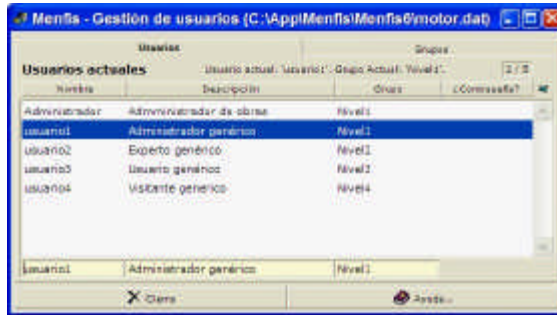 Menfis - Gestión de usuarios (C:\App\Menfis\Menfis6\motor.dat)
Usuarios Grupos
Usuarios actuales Usuario actual: 'usuario1'. Grupo Actual: 'Nivel1'. 2 / 5
Nombre Descripción Grupo ¿Contraseña?
Administrador Administrador de obras Nivel1
usuario1 Administrador genérico Nivel1
usuario2 Experto genérico Nivel2
usuario3 Usuario genérico Nivel3
usuario4 Visitante genérico Nivel4
usuario1 Administrador genérico Nivel1
Cierra Ayuda...